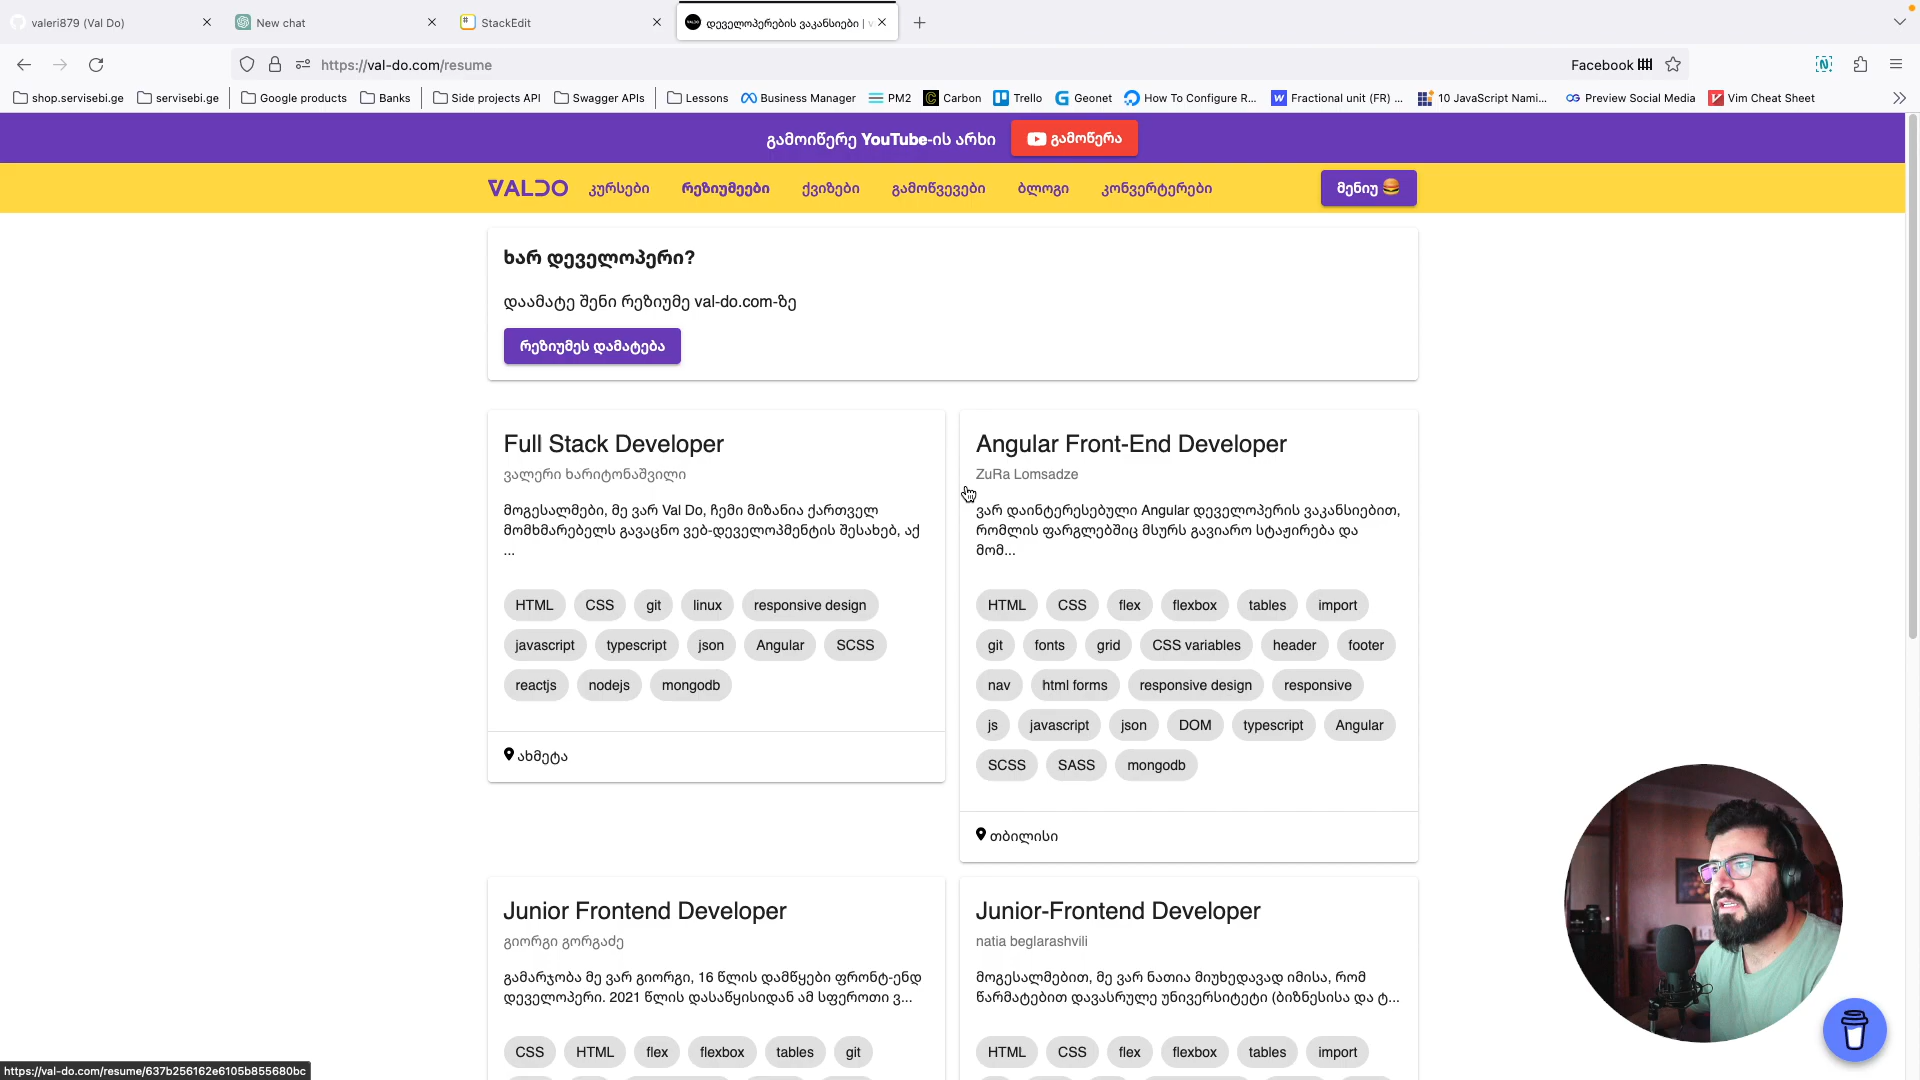 valeri879 (Val Do)
New chat
StackEdit
დეველოპერების ვაკანსიები | v
https://val-do.com/resume
Facebook
shop.servisebi.ge
servisebi.ge
Google products
Banks
Side projects API
Swagger APIs
Lessons
Business Manager
PM2
Carbon
Trello
Geonet
How To Configure R...
Fractional unit (FR) ...
10 JavaScript Nami...
Preview Social Media
Vim Cheat Sheet
გამოიწერე YouTube-ის არხი
გამოწერა
VALDO
კურსები
რეზიუმეები
ქვიზები
გამოწვევები
ბლოგი
კონვერტერები
მენიუ 🍔
ხარ დეველოპერი?
დაამატე შენი რეზიუმე val-do.com-ზე
რეზიუმეს დამატება
Full Stack Developer
ვალერი ხარიტონაშვილი
მოგესალმები, მე ვარ Val Do, ჩემი მიზანია ქართველ
მომხმარებელს გავაცნო ვებ-დეველოპმენტის შესახებ, აქ
...
HTML CSS git linux responsive design
javascript typescript json Angular SCSS
reactjs nodejs mongodb
ახმეტა
Angular Front-End Developer
ZuRa Lomsadze
ვარ დაინტერესებული Angular დეველოპერის ვაკანსიებით,
რომლის ფარგლებშიც მსურს გავიარო სტაჟირება და
მომ...
HTML CSS flex flexbox tables import
git fonts grid CSS variables header footer
nav html forms responsive design responsive
js javascript json DOM typescript Angular
SCSS SASS mongodb
თბილისი
Junior Frontend Developer
გიორგი გორგაძე
გამარჯობა მე ვარ გიორგი, 16 წლის დამწყები ფრონტ-ენდ
დეველოპერი. 2021 წლის დასაწყისიდან ამ სფეროთი ვ...
CSS HTML flex flexbox tables git
Junior-Frontend Developer
natia beglarashvili
მოგესალმებით, მე ვარ ნათია მიუხედავად იმისა, რომ
წარმატებით დავასრულე უნივერსიტეტი (ბიზნესისა და ტ...
HTML CSS flex flexbox tables import
https://val-do.com/resume/637b256162e6105b855680bc